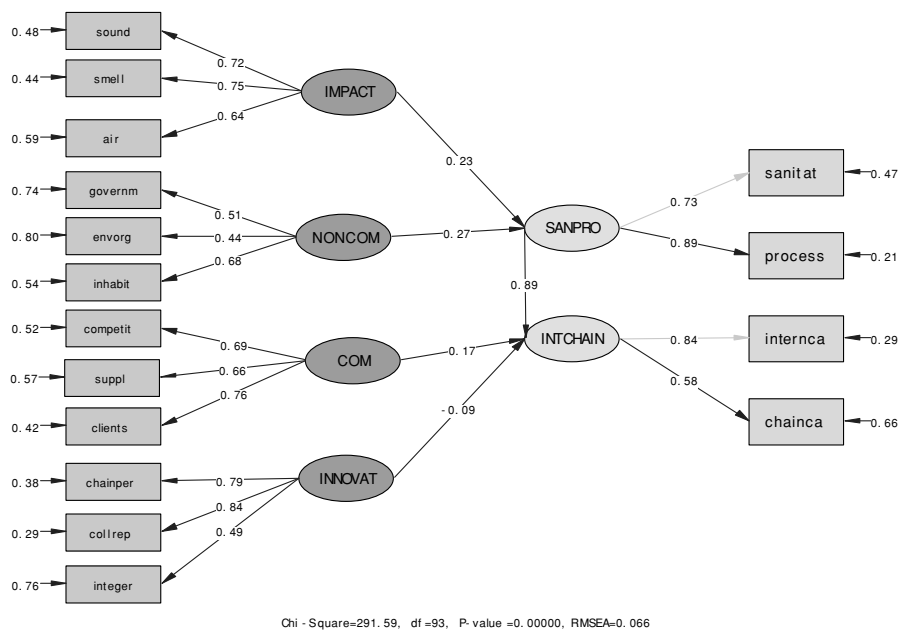 0.48 sound
0.72
0.44 smell
0.75
IMPACT
0.59 air
0.64
0.23
sanitat 0.47
0.74 governm
0.73
0.51
0.80 envorg
0.44
NONCOM
0.27
SANPRO
0.89
process 0.21
0.54 inhabit
0.68
0.89
0.52 competit
0.69
0.17
INTCHAIN
0.84
internca 0.29
0.57 suppl
0.66
COM
0.58
0.42 clients
0.76
-0.09
chainca 0.66
0.38 chainper
0.79
INNOVAT
0.84
0.29 collrep
0.49
0.76 integer
Chi-Square=291.59, df=93, P-value=0.00000, RMSEA=0.066